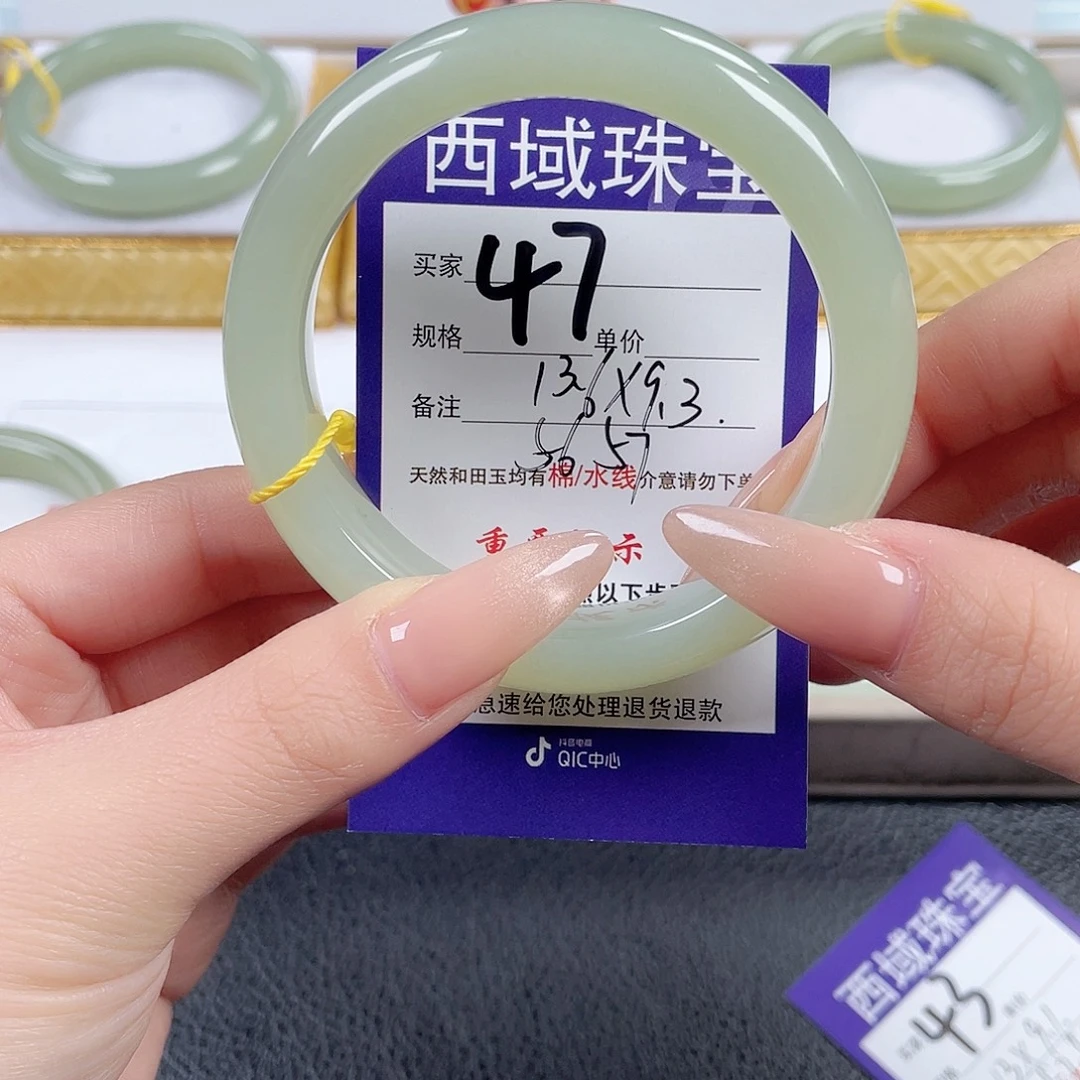 西域珠宝
买家 47
规格 单价
13.6X9.3.
备注
56 57
天然和田玉均有棉/水线介意请勿下单
重 示
以下步
急速给您处理退货退款
抖音电商
QIC中心
西域珠宝
43